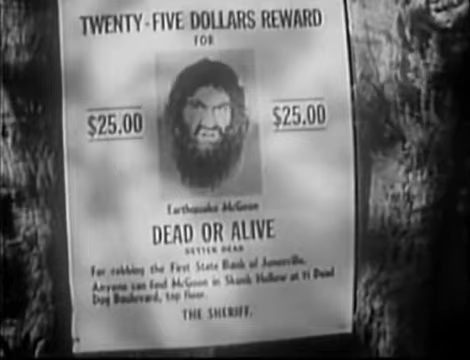 TWENTY-FIVE DOLLARS REWARD
FOR
$25.00 $25.00
Earthquake McGoon
DEAD OR ALIVE
BETTER DEAD
For robbing the First State Bank of
Anyone can find McGoon in Skunk Hollow at 11 Dead
Dog Boulevard, top floor.
THE SHERIFF.